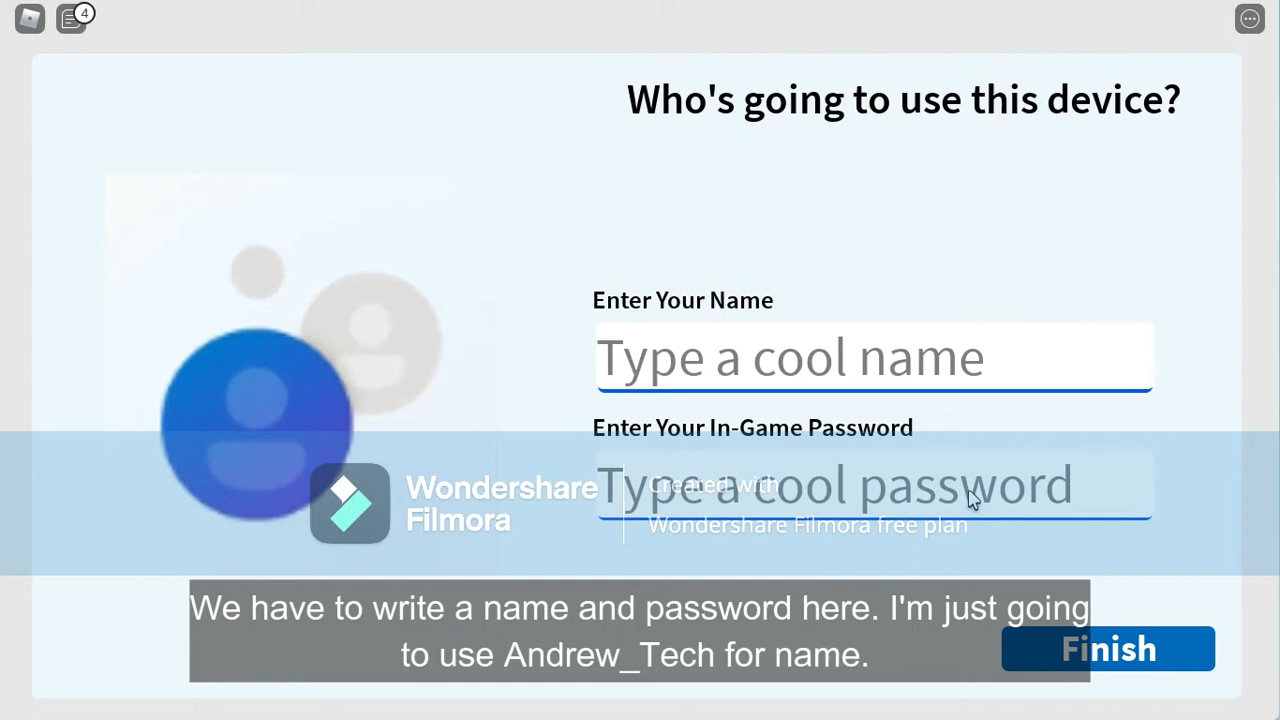 4
Who's going to use this device?
Enter Your Name
Type a cool name
Enter Your In-Game Password
Type a cool password
Wondershare
Filmora
Created with
Wondershare Filmora free plan
We have to write a name and password here. I'm just going
to use Andrew_Tech for name.
Finish